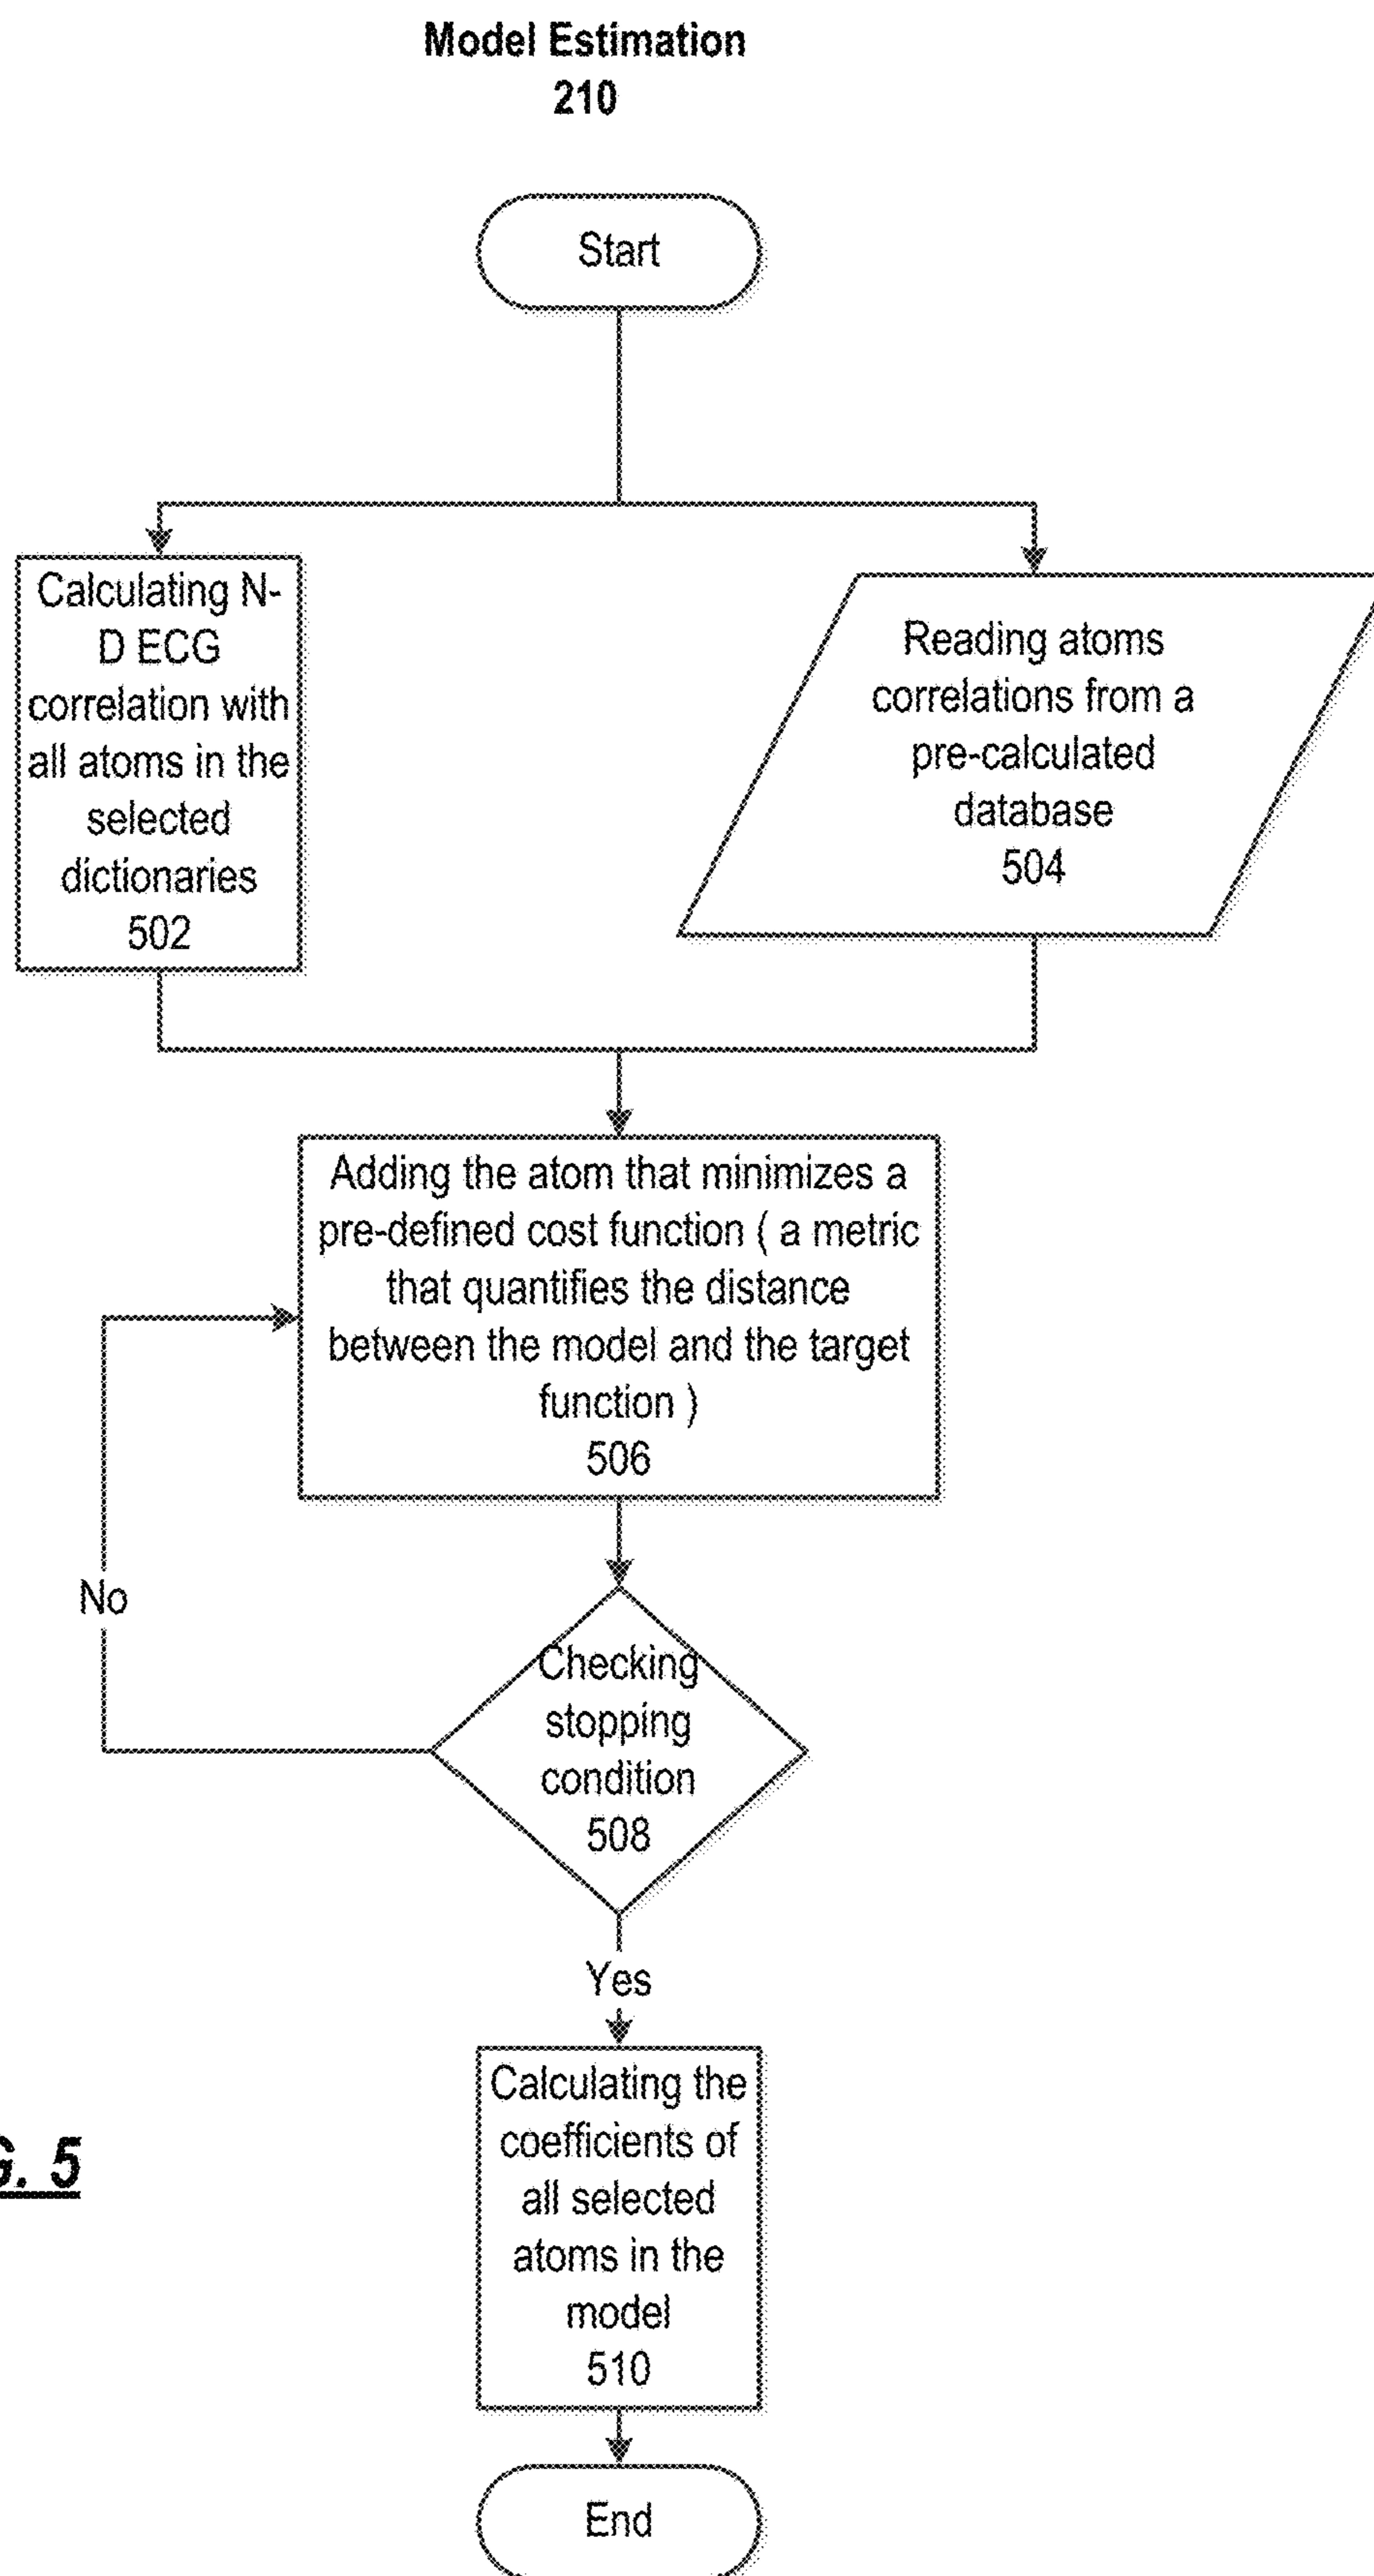 Model Estimation
210
Start
Calculating N-
D ECG
correlation with
all atoms in the
selected
dictionaries
502
Reading atoms
correlations from a
pre-calculated
database
504
Adding the atom that minimizes a
pre-defined cost function ( a metric
that quantifies the distance
between the model and the target
function )
506
No
Checking
stopping
condition
508
Yes
Calculating the
coefficients of
all selected
atoms in the
model
510
G. 5
End